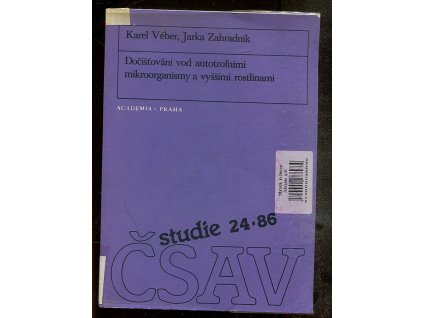 Karel Véber, Jarka Zahradník
Dočišťování vod autotrofními
mikroorganismy a vyššími rostlinami
ACADEMIA · PRAHA
studie 24·86
ČSAV